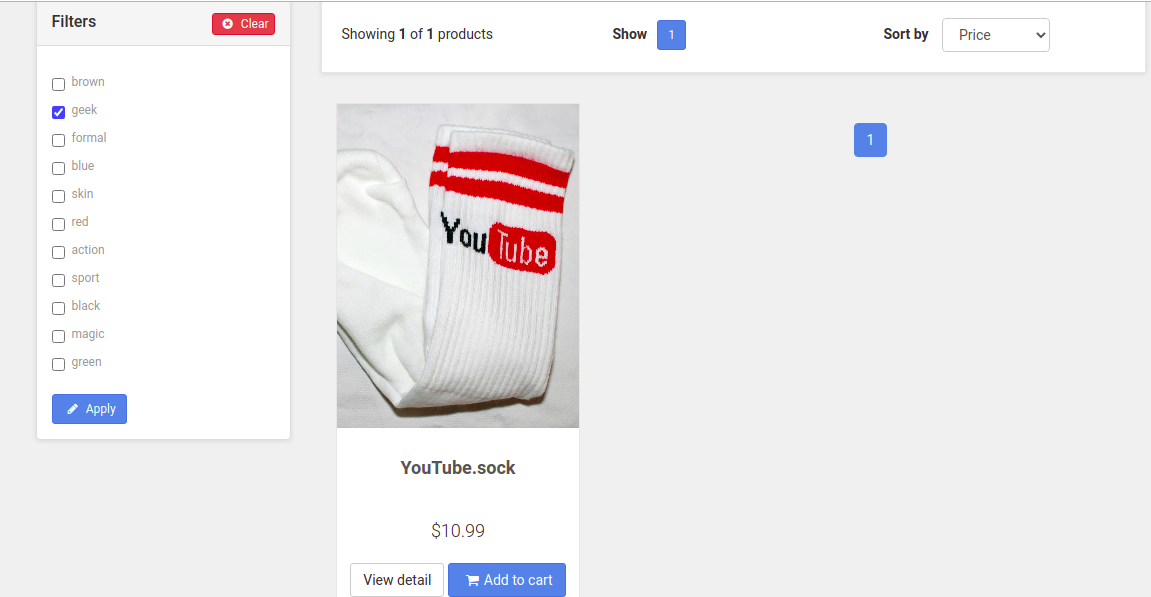 Filters
Clear
brown
geek
formal
blue
skin
red
action
sport
black
magic
green
Apply
Showing 1 of 1 products
Show 1
Sort by Price
1
YouTube
YouTube.sock
$10.99
View detail
Add to cart